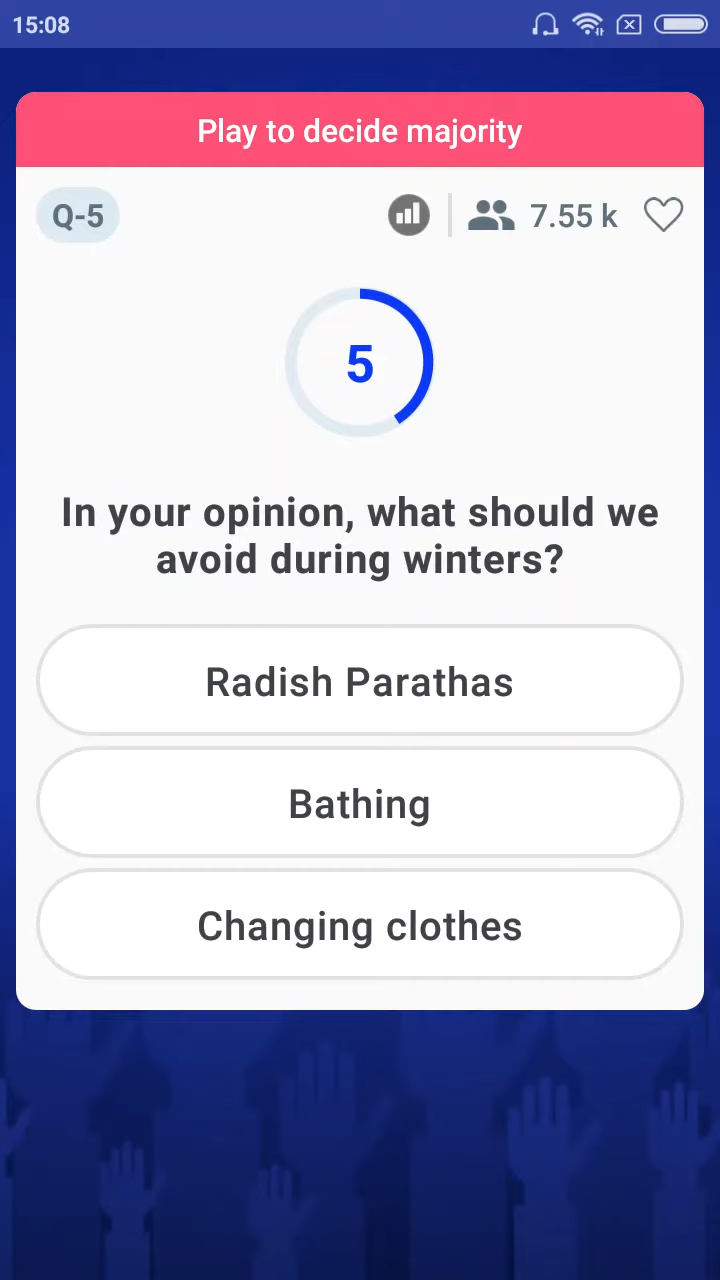 15:08
Play to decide majority
Q-5
7.55 k
5
In your opinion, what should we
avoid during winters?
Radish Parathas
Bathing
Changing clothes